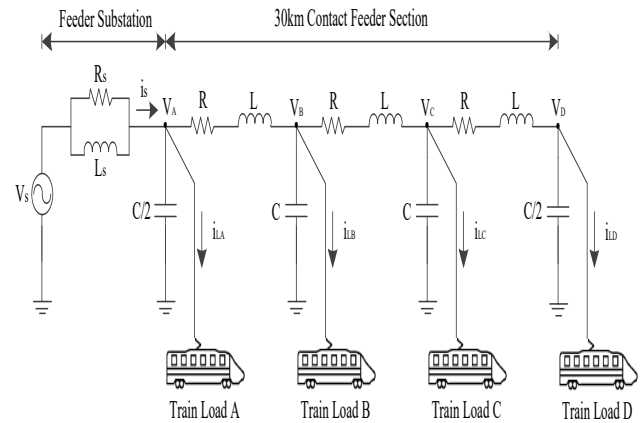 Feeder Substation
30km Contact Feeder Section
Rs
is
VA
R
L
VB
R
L
VC
R
L
VD
Ls
Vs
C/2
iLA
C
iLB
C
iLC
C/2
iLD
Train Load A
Train Load B
Train Load C
Train Load D